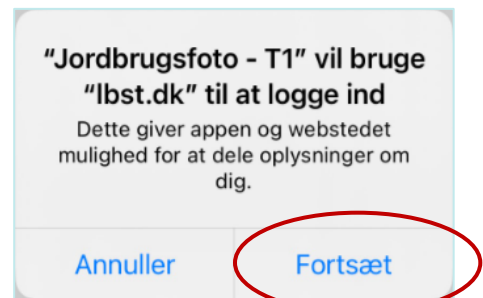 “Jordbrugsfoto - T1” vil bruge
“lbst.dk” til at logge ind
Dette giver appen og webstedet
mulighed for at dele oplysninger om
dig.
Annuller
Fortsæt